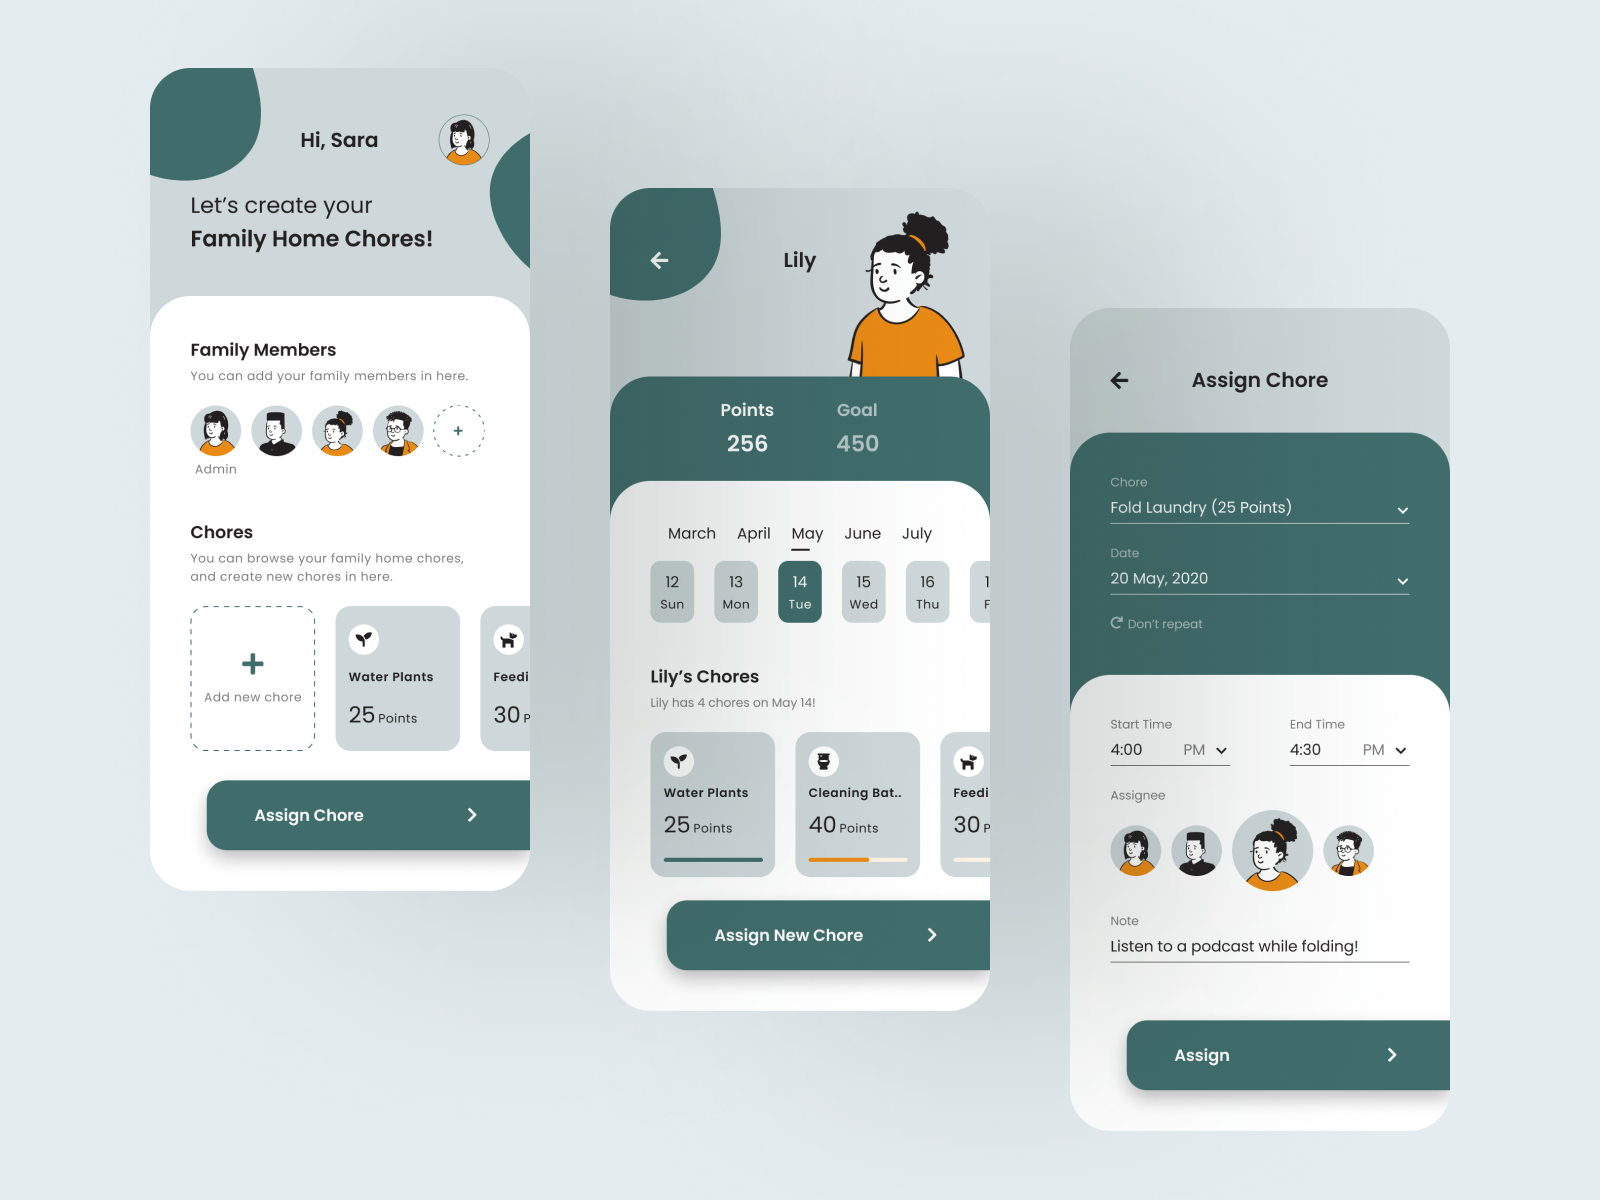 Hi, Sara
Let's create your
Family Home Chores!
Family Members
You can add your family members in here.
Admin
Chores
You can browse your family home chores,
and create new chores in here.
Add new chore
Water Plants
25 Points
Feedi
30 P
Assign Chore
Lily
Points
256
Goal
450
March April May June July
12 13 14 15 16 1
Sun Mon Tue Wed Thu F
Lily's Chores
Lily has 4 chores on May 14!
Water Plants
25 Points
Cleaning Bat..
40 Points
Feedi
30 P
Assign New Chore
Assign Chore
Chore
Fold Laundry (25 Points)
Date
20 May, 2020
Don't repeat
Start Time
4:00 PM
End Time
4:30 PM
Assignee
Note
Listen to a podcast while folding!
Assign